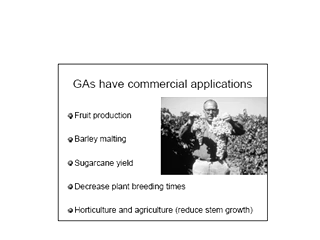 GAs have commercial applications
Fruit production
Barley malting
Sugarcane yield
Decrease plant breeding times
Horticulture and agriculture (reduce stem growth)